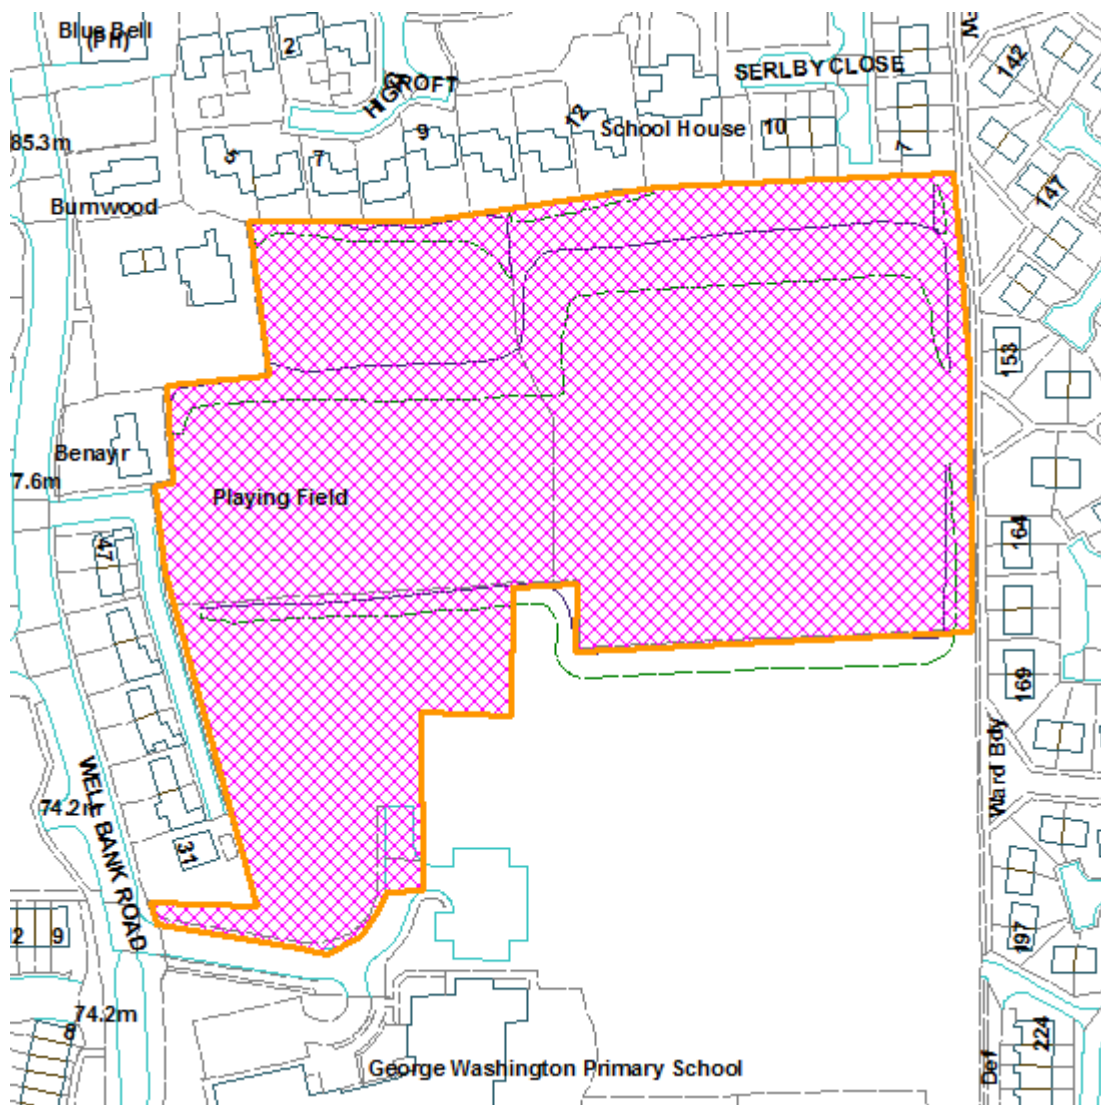 Blue Bell
(PH)
2
HIGH
CROFT
SERLBY CLOSE
142
85.3m
5
7
9
12
School House
10
7
147
Burnwood
153
Benayr
7.6m
Playing Field
47
164
169
Ward Bdy
WELL BANK ROAD
74.2m
31
2
9
197
74.2m
8
224
Def
George Washington Primary School